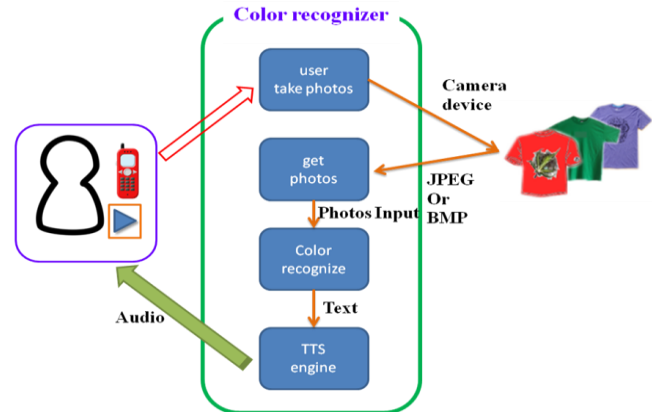 Color recognizer
user
take photos
Camera
device
get
photos
JPEG
Or
BMP
Photos Input
Color
recognize
Text
Audio
TTS
engine